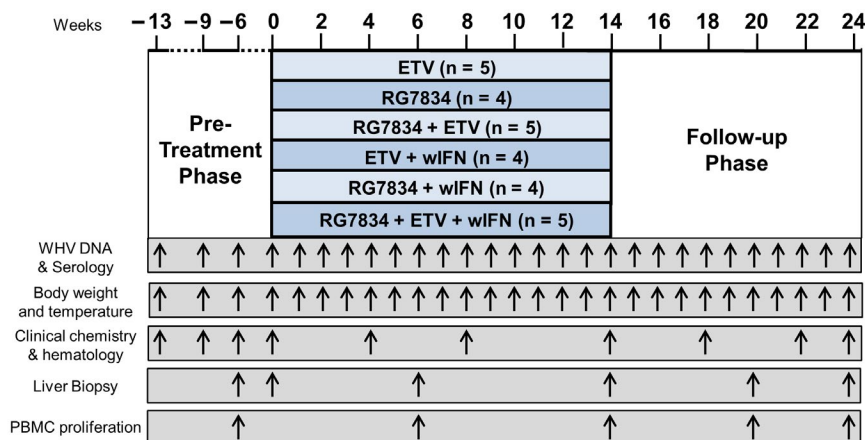 Weeks −13 −9 −6 0 2 4 6 8 10 12 14 16 18 20 22 24
Pre-
Treatment
Phase
ETV (n = 5)
RG7834 (n = 4)
RG7834 + ETV (n = 5)
ETV + wIFN (n = 4)
RG7834 + wIFN (n = 4)
RG7834 + ETV + wIFN (n = 5)
Follow-up
Phase
WHV DNA
& Serology
Body weight
and temperature
Clinical chemistry
& hematology
Liver Biopsy
PBMC proliferation